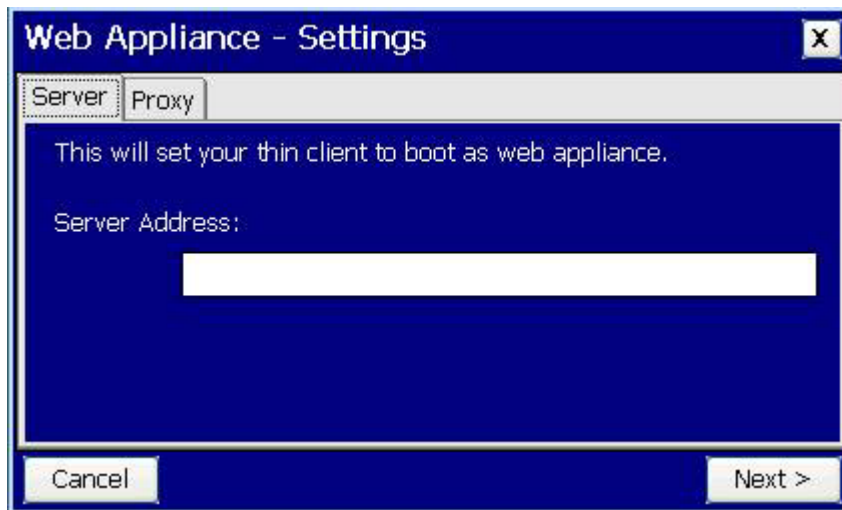 Web Appliance - Settings
X
Server Proxy
This will set your thin client to boot as web appliance.
Server Address:
Cancel Next >